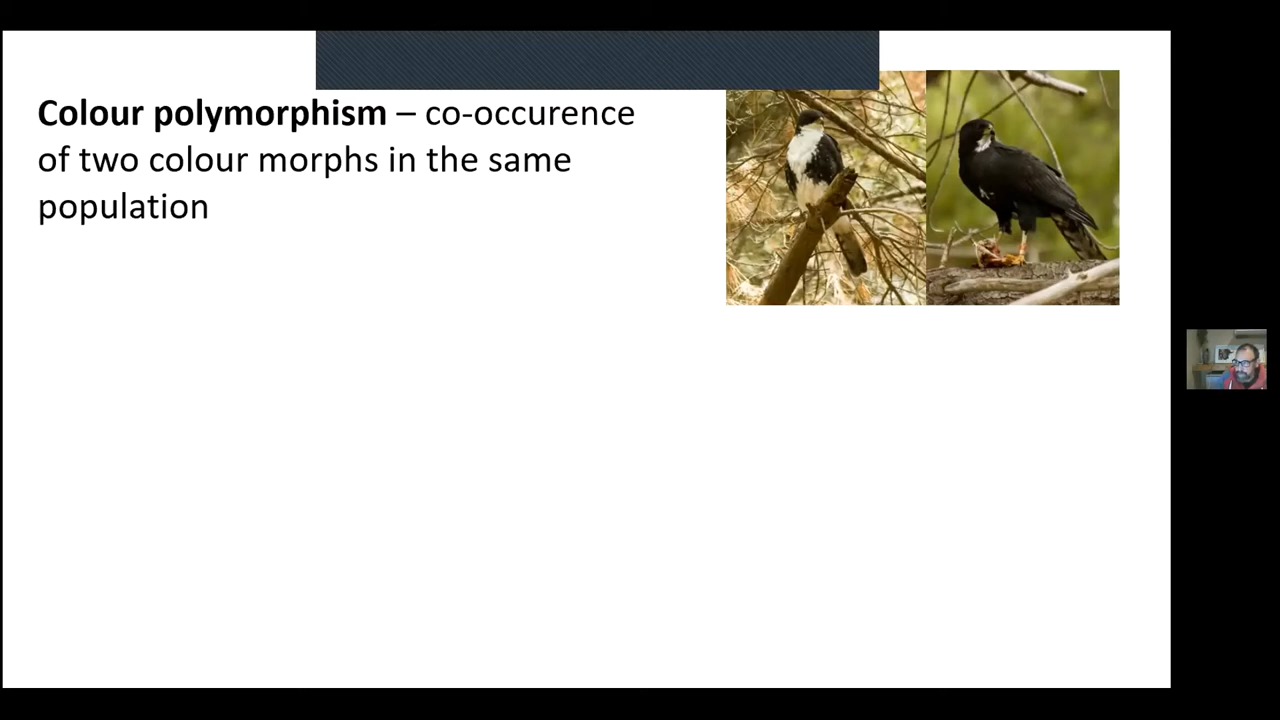 Colour polymorphism – co-occurence
of two colour morphs in the same
population